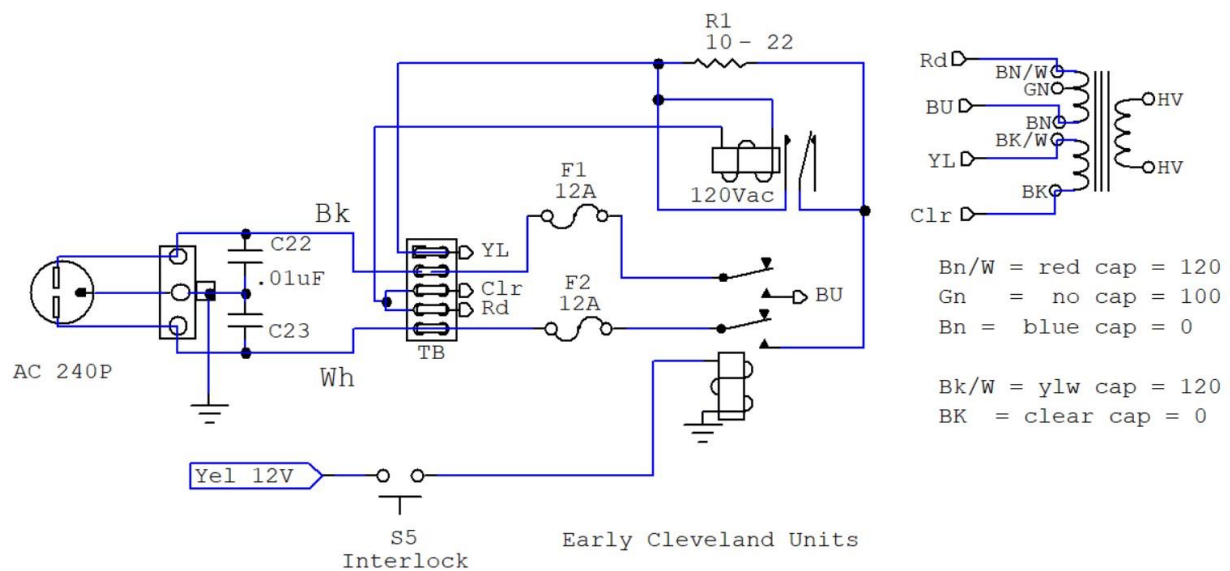 R1
10 - 22
Rd
BN/W
GN
HV
BU
BN
BK/W
YL
HV
BK
Clr
F1
12A
120Vac
Bk
C22
.01uF
C23
YL
Clr
Rd
TB
F2
12A
BU
AC 240P
Wh
Bn/W = red cap = 120
Gn = no cap = 100
Bn = blue cap = 0
Bk/W = ylw cap = 120
BK = clear cap = 0
Yel 12V
S5
Interlock
Early Cleveland Units